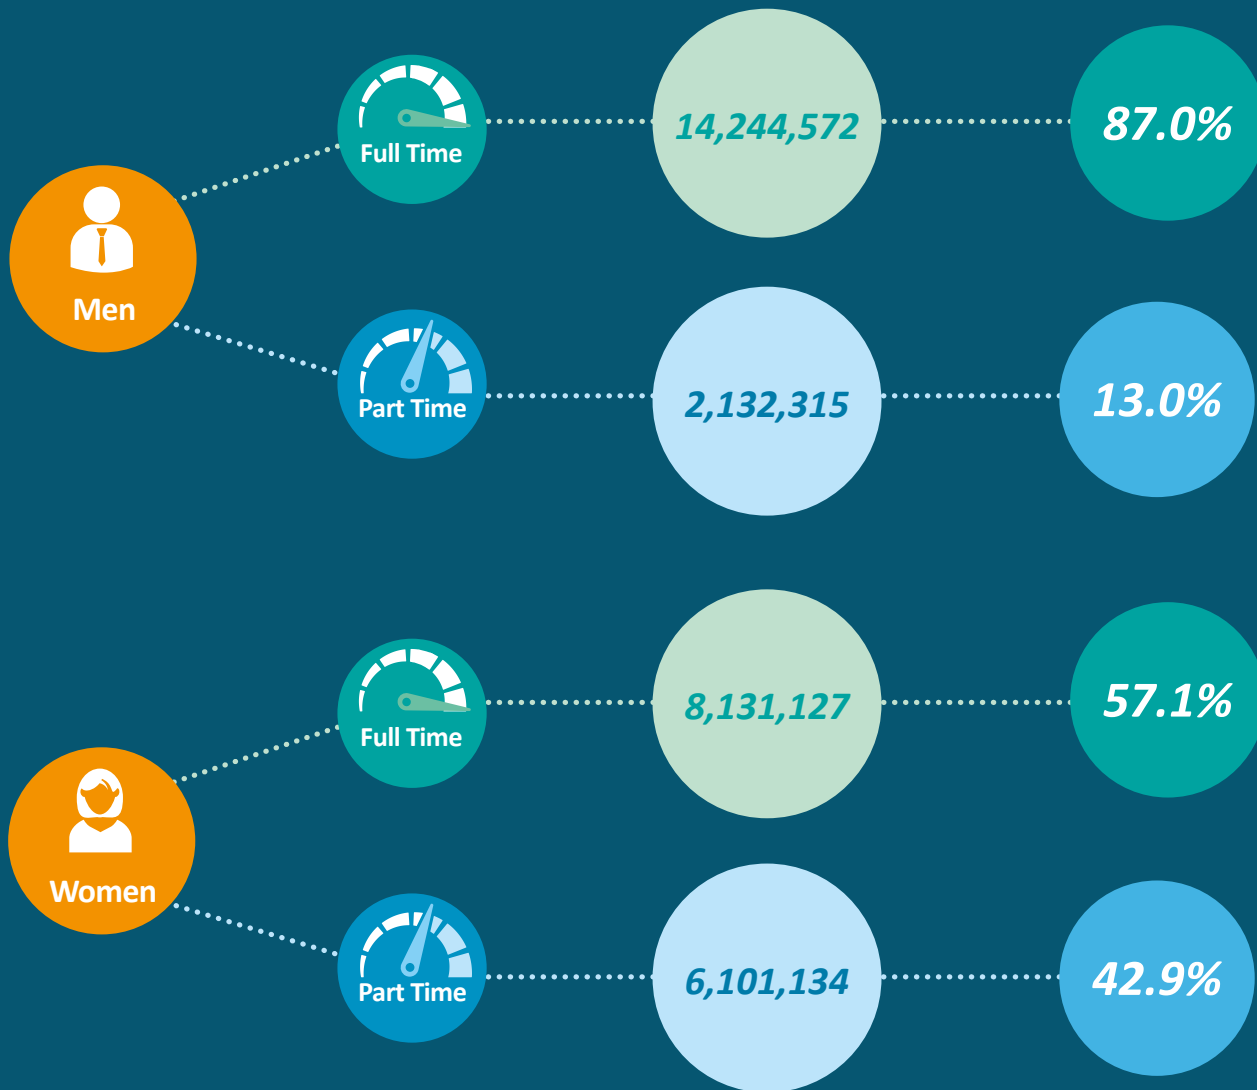 Men
Full Time
14,244,572
87.0%
Part Time
2,132,315
13.0%
Women
Full Time
8,131,127
57.1%
Part Time
6,101,134
42.9%